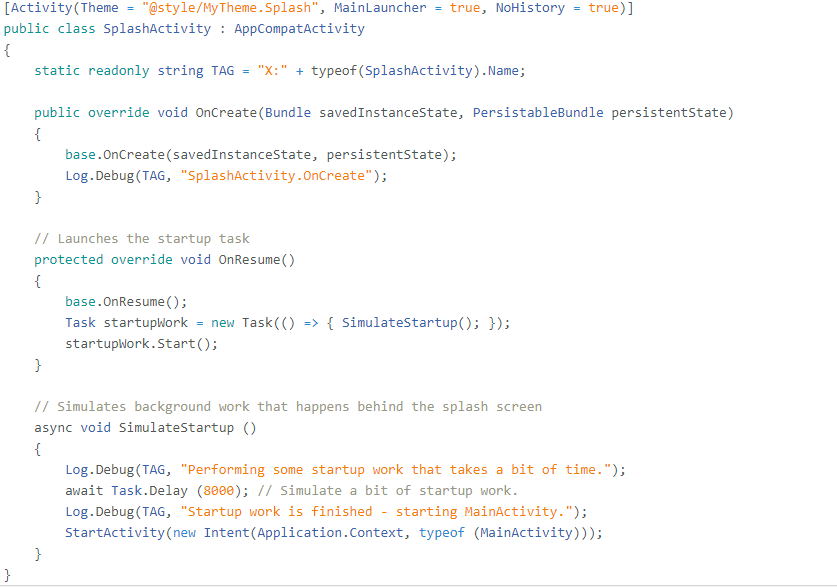 [Activity(Theme = "@style/MyTheme.Splash", MainLauncher = true, NoHistory = true)]
public class SplashActivity : AppCompatActivity
{
    static readonly string TAG = "X:" + typeof(SplashActivity).Name;

    public override void OnCreate(Bundle savedInstanceState, PersistableBundle persistentState)
    {
        base.OnCreate(savedInstanceState, persistentState);
        Log.Debug(TAG, "SplashActivity.OnCreate");
    }

    // Launches the startup task
    protected override void OnResume()
    {
        base.OnResume();
        Task startupWork = new Task(() => { SimulateStartup(); });
        startupWork.Start();
    }

    // Simulates background work that happens behind the splash screen
    async void SimulateStartup ()
    {
        Log.Debug(TAG, "Performing some startup work that takes a bit of time.");
        await Task.Delay (8000); // Simulate a bit of startup work.
        Log.Debug(TAG, "Startup work is finished - starting MainActivity.");
        StartActivity(new Intent(Application.Context, typeof (MainActivity)));
    }
}